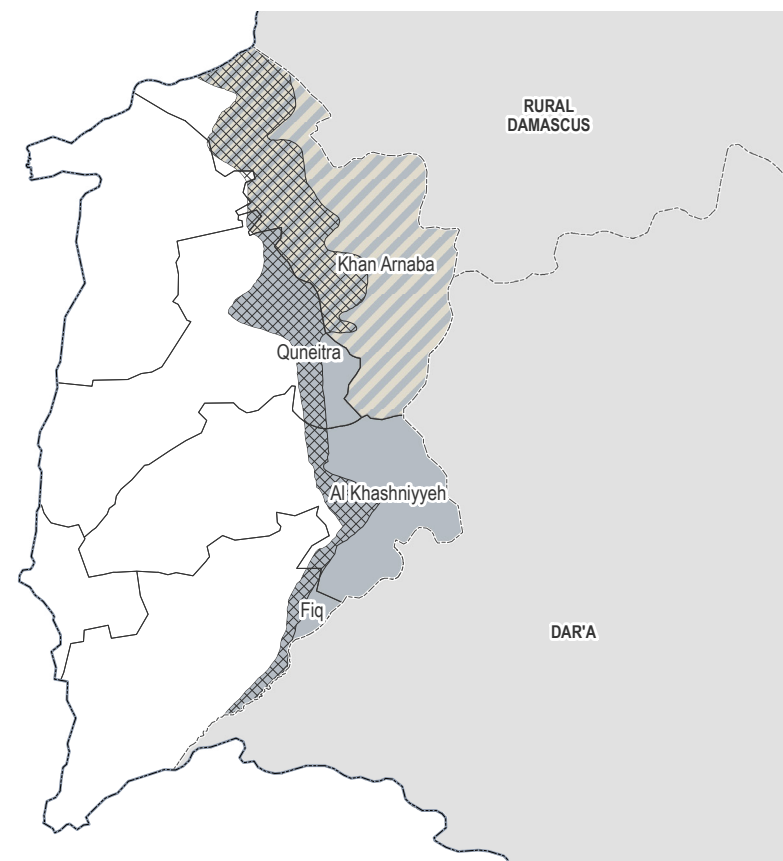 RURAL
DAMASCUS
Khan Arnaba
Quneitra
Al Khashniyyeh
Fiq
DAR'A